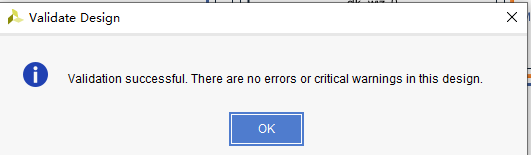 Validate Design
Validation successful. There are no errors or critical warnings in this design.
OK